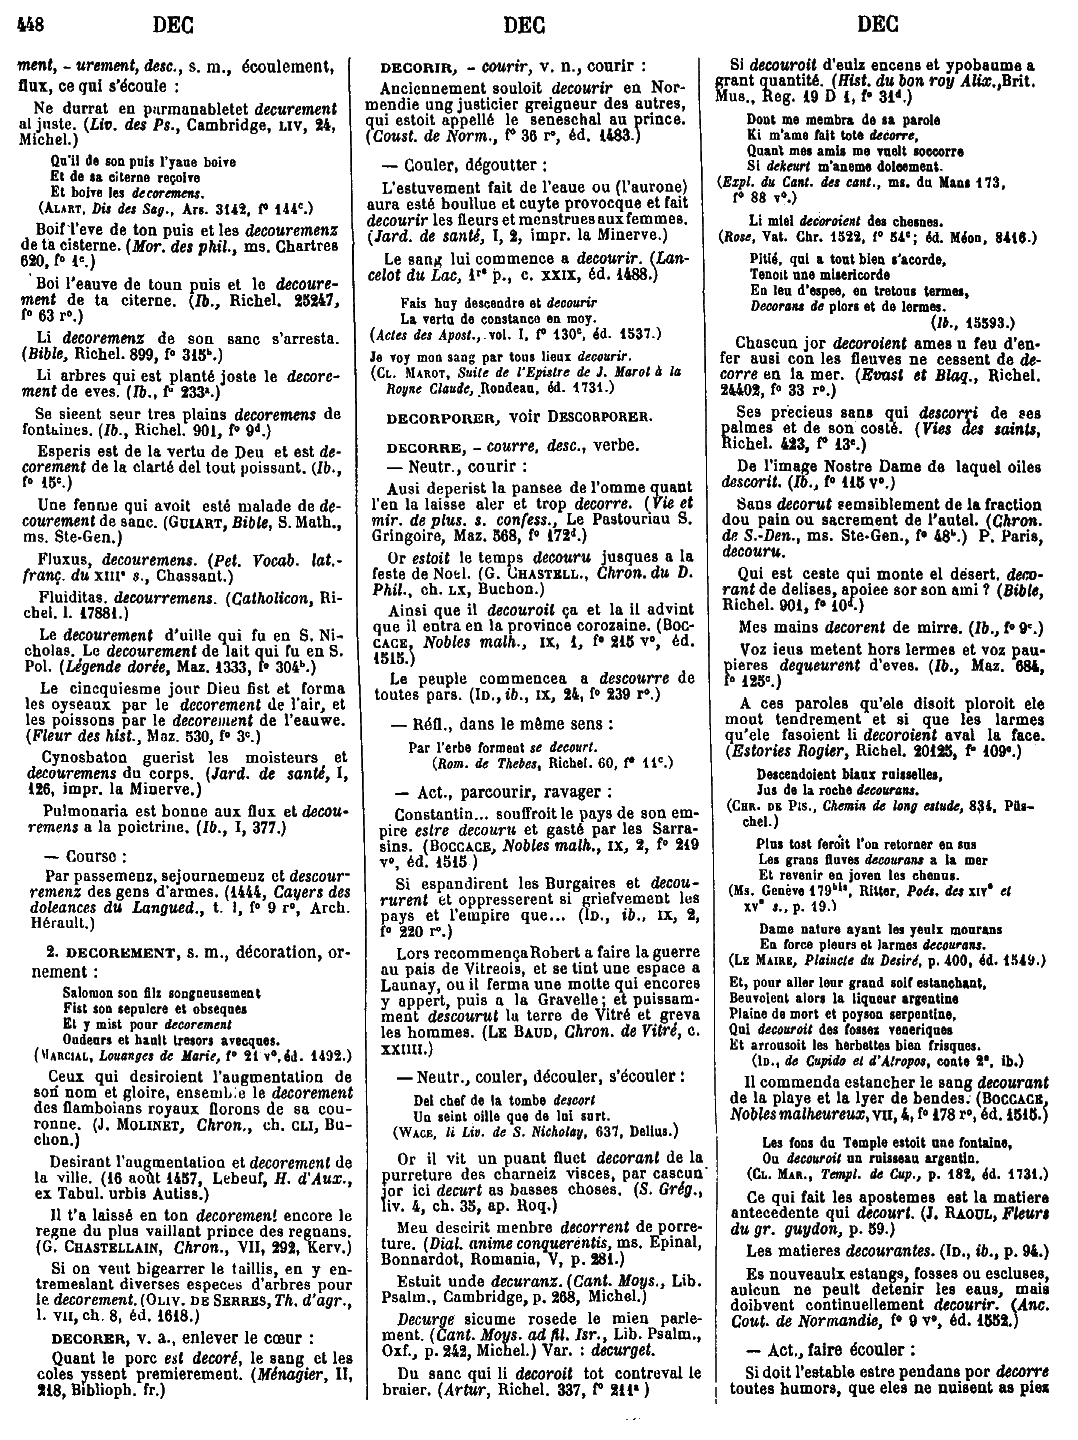 448 DEC DEC DEC
ment, - urement, desc., s. m., écoulement,
flux, ce qui s'écoule :
Ne durrat en parmanabletet decurement
al juste. (Liv. des Ps., Cambridge, LIV, 24,
Michel.)
Qu'il de son puis l'yaue boive
Et de sa citerne reçoive
Et boive les decoremens.
(ALART, Dis des Sag., Ars. 3142, f° 144c.)
Boif l'eve de ton puis et les decouremenz
de ta cisterne. (Mor. des phil., ms. Chartres
620, f° 1c.)
Boi l'eauve de toun puis et le decoure-
ment de ta citerne. (Ib., Richel. 25247,
f° 63 r°.)
Li decoremenz de son sanc s'arresta.
(Bible, Richel. 899, f° 315b.)
Li arbres qui est planté joste le decore-
ment de eves. (Ib., f° 233a.)
Se sieent seur tres plains decoremens de
fontaines. (Ib., Richel. 901, f° 9d.)
Esperis est de la vertu de Deu et est de-
corement de la clarté del tout poissant. (Ib.,
f° 15c.)
Une femme qui avoit esté malade de de-
courement de sanc. (GUIART, Bible, S. Math.,
ms. Ste-Gen.)
Fluxus, decouremens. (Pet. Vocab. lat.-
franç. du XIIIe s., Chassant.)
Fluiditas, decourremens. (Catholicon, Ri-
chel. l. 17881.)
Le decourement d'uille qui fu en S. Ni-
cholas. Le decourement de lait qui fu en S.
Pol. (Légende dorée, Maz. 1333, f° 304b.)
Le cincquiesme jour Dieu fist et forma
les oyseaux par le decorement de l'air, et
les poissons par le decorement de l'eauwe.
(Fleur des hist., Maz. 530, f° 3c.)
Cynosbaton guerist les moisteurs et
decouremens du corps. (Jard. de santé, I,
126, impr. la Minerve.)
Pulmonaria est bonne aux flux et decou-
remens a la poictrine. (Ib., I, 377.)
— Course :
Par passemenz, sejournemenz et descour-
remenz des gens d'armes. (1444, Cayers des
doleances du Langued., t. I, f° 9 r°, Arch.
Hérault.)
2. DECOREMENT, s. m., décoration, or-
nement :
Salomon son filz songneusement
Fist son sepulcre et obseques
Et y mist pour decorement
Oudeurs et hault tresors avecques.
(MARCIAL, Louanges de Marie, f° 21 v°, éd. 1492.)
Ceux qui desiroient l'augmentation de
son nom et gloire, ensemble le decorement
des flamboians royaux florons de sa cou-
ronne. (J. MOLINET, Chron., ch. CLI, Bu-
chon.)
Desirant l'augmentation et decorement de
la ville. (16 août 1457, Lebeuf, H. d'Aux.,
ex Tabul. urbis Autiss.)
Il t'a laissé en ton decorement encore le
regne du plus vaillant prince des regnans.
(G. CHASTELLAIN, Chron., VII, 292, Kerv.)
Si on veut bigearrer le taillis, en y en-
tremeslant diverses especes d'arbres pour
le decorement. (OLIV. DE SERRES, Th. d'agr.,
l. VII, ch. 8, éd. 1618.)
DECORER, v. a., enlever le cœur :
Quant le porc est decoré, le sang et les
coles yssent premierement. (Ménagier, II,
218, Biblioph. fr.)
DECORIR, - courir, v. n., courir :
Anciennement souloit decourir en Nor-
mendie ung justicier greigneur des autres,
qui estoit appellé le seneschal au prince.
(Coust. de Norm., f° 36 r°, éd. 1483.)
— Couler, dégoutter :
L'estuvement fait de l'eaue ou (l'aurone)
aura esté boullue et cuyte provocque et fait
decourir les fleurs et menstrues aux femmes.
(Jard. de santé, I, 2, impr. la Minerve.)
Le sang lui commence a decourir. (Lan-
celot du Lac, 1re p., c. XXIX, éd. 1488.)
Fais huy descendre et decourir
La vertu de constance en moy.
(Actes des Apost., vol. I, f° 130c, éd. 1537.)
Je voy mon sang par tous lieux decourir.
(CL. MAROT, Suite de l'Epistre de J. Marot à la
Royne Claude, Rondeau, éd. 1731.)
DECORPORER, voir DESCORPORER.
DECORRE, - courre, desc., verbe.
— Neutr., courir :
Ausi deperist la pansee de l'omme quant
l'en la laisse aler et trop decorre. (Vie et
mir. de plus. s. confess., Le Pastouriau S.
Gringoire, Maz. 568, f° 172d.)
Or estoit le temps decouru jusques a la
feste de Noel. (G. CHASTELL., Chron. du D.
Phil., ch. LX, Buchon.)
Ainsi que il decouroit ça et la il advint
que il entra en la province corozaine. (BOC-
CACE, Nobles malh., IX, 1, f° 215 v°, éd.
1515.)
Le peuple commencea a descourre de
toutes pars. (ID., ib., IX, 24, f° 239 r°.)
— Réfl., dans le même sens :
Par l'erbe forment se decourt.
(Rom. de Thebes, Richel. 60, f° 11c.)
— Act., parcourir, ravager :
Constantin... souffroit le pays de son em-
pire estre decouru et gasté par les Sarra-
sins. (BOCCACE, Nobles malh., IX, 2, f° 219
v°, éd. 1515.)
Si espandirent les Burgaires et decou-
rurent et oppresserent si griefvement les
pays et l'empire que... (ID., ib., IX, 2,
f° 220 r°.)
Lors recommença Robert a faire la guerre
au pais de Vitreois, et se tint une espace a
Launay, ou il ferma une molte qui encores
y appert, puis a la Gravelle; et puissam-
ment descourut la terre de Vitré et greva
les hommes. (LE BAUD, Chron. de Vitré, c.
XXIIII.)
— Neutr., couler, découler, s'écouler :
Del chef de la tombe descort
Un seint oille que de lui surt.
(WACE, li Liv. de S. Nicholay, 637, Delius.)
Or il vit un puant fluet decorant de la
purreture des charneiz visces, par cascun
jor ici decurt as basses choses. (S. Grég.,
liv. 4, ch. 35, ap. Roq.)
Meu descirit menbre decorrent de porre-
ture. (Dial. anime conquerentis, ms. Epinal,
Bonnardot, Romania, V, p. 281.)
Estuit unde decuranz. (Cant. Moys., Lib.
Psalm., Cambridge, p. 268, Michel.)
Decurge sicume rosede le mien parle-
ment. (Cant. Moys. ad fil. Isr., Lib. Psalm.,
Oxf., p. 242, Michel.) Var. : decurget.
Du sanc qui li decoroit tot contreval le
braier. (Artur, Richel. 337, f° 211a)
Si decouroit d'eulz encens et ypobaume a
grant quantité. (Hist. du bon roy Alix., Brit.
Mus., Reg. 19 D 1, f° 31d.)
Dont me membra de sa parole
Ki m'ame fait tote decorre,
Quant mes amis me vuelt soccorre
Si dekeurt m'aneme dolcement.
(Expl. du Cant. des cant., ms. du Mans 173,
f° 88 v°.)
Li miel decoroient des chesnes.
(Rose, Vat. Chr. 1522, f° 54c; éd. Méon, 8416.)
Pitié, qui a tout bien s'acorde,
Tenoit une misericorde
En leu d'espee, en tretous termes,
Decorans de plors et de lermes.
(Ib., 15593.)
Chascun jor decoroient ames u feu d'en-
fer ausi con les fleuves ne cessent de de-
corre en la mer. (Evast et Blaq., Richel.
24402, f° 33 r°.)
Ses precieus sans qui descorri de ses
palmes et de son costé. (Vies des saints,
Richel. 423, f° 13c.)
De l'image Nostre Dame de laquel oiles
descorit. (Ib., f° 115 v°.)
Sans decorut semsiblement de la fraction
dou pain ou sacrement de l'autel. (Chron.
de S.-Den., ms. Ste-Gen., f° 48b.) P. Paris,
decouru.
Qui est ceste qui monte el desert, deco-
rant de delises, apoiee sor son ami ? (Bible,
Richel. 901, f° 10d.)
Mes mains decorent de mirre. (Ib., f° 9c.)
Voz ieus metent hors lermes et voz pau-
pieres dequeurent d'eves. (Ib., Maz. 684,
f° 125c.)
A ces paroles qu'ele disoit ploroit ele
mout tendrement et si que les larmes
qu'ele fasoient li decoroient aval la face.
(Estories Rogier, Richel. 20125, f° 109c.)
Descendoient biaux ruisselles,
Jus de la roche decourans.
(CHR. DE PIS., Chemin de long estude, 834, Püs-
chel.)
Plus tost feroit l'on retorner en sus
Les grans fluves decourans a la mer
Et revenir en joven les chenus.
(Ms. Genève 179bis, Ritter, Poés. des XIVe et
XVe s., p. 19.)
Dame nature ayant les yeulx mourans
En force pleurs et larmes decourans.
(LE MAIRE, Plaincte du Desiré, p. 400, éd. 1549.)
Et, pour aller leur grand soif estanchant,
Beuvoient alors la liqueur argentine
Plaine de mort et poyson serpentine,
Qui decouroit des fossez veneriques
Et arrousoit les herbettes bien frisques.
(ID., de Cupido et d'Atropos, conte 2e, ib.)
Il commenda estancher le sang decourant
de la playe et la lyer de bendes. (BOCCACE,
Nobles malheureux, VII, 4, f° 178 r°, éd. 1515.)
Les fons du Temple estoit une fontaine,
Ou decouroit un ruisseau argentin.
(CL. MAR., Templ. de Cup., p. 182, éd. 1731.)
Ce qui fait les apostemes est la matiere
antecedente qui decourt. (J. RAOUL, Fleurs
du gr. guydon, p. 59.)
Les matieres decourantes. (ID., ib., p. 94.)
Es nouveaulx estangs, fosses ou escluses,
aulcun ne peult detenir les eaus, mais
doibvent continuellement decourir. (Anc.
Cout. de Normandie, f° 9 v°, éd. 1552.)
— Act., faire écouler :
Si doit l'estable estre pendans por decorre
toutes humors, que eles ne nuisent as piez